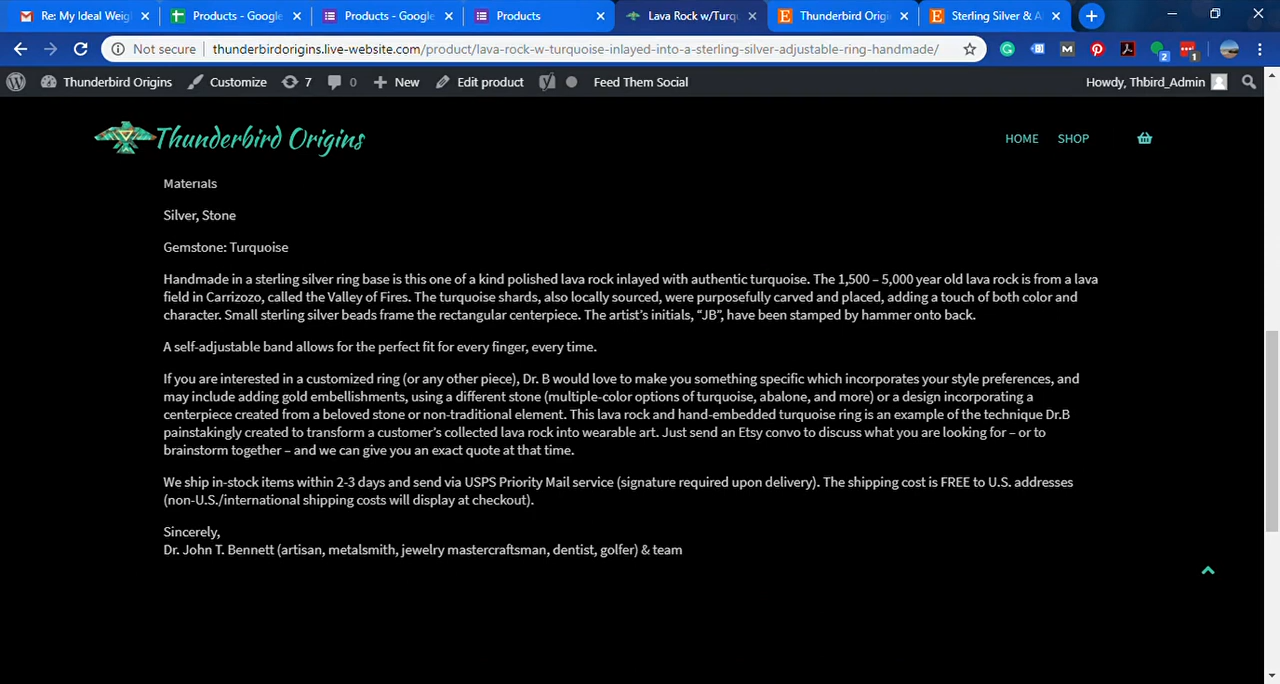 Re: My Ideal Weig
Products - Google
Products - Google
Products
Lava Rock w/Turqu
Thunderbird Origi
Sterling Silver & A
Not secure
thunderbirdorigins.live-website.com/product/lava-rock-w-turquoise-inlayed-into-a-sterling-silver-adjustable-ring-handmade/
2
1
Thunderbird Origins
Customize
7
0
New
Edit product
Feed Them Social
Howdy, Thbird_Admin
Thunderbird Origins
HOME
SHOP
Materials
Silver, Stone
Gemstone: Turquoise
Handmade in a sterling silver ring base is this one of a kind polished lava rock inlayed with authentic turquoise. The 1,500 – 5,000 year old lava rock is from a lava
field in Carrizozo, called the Valley of Fires. The turquoise shards, also locally sourced, were purposefully carved and placed, adding a touch of both color and
character. Small sterling silver beads frame the rectangular centerpiece. The artist’s initials, “JB”, have been stamped by hammer onto back.
A self-adjustable band allows for the perfect fit for every finger, every time.
If you are interested in a customized ring (or any other piece), Dr. B would love to make you something specific which incorporates your style preferences, and
may include adding gold embellishments, using a different stone (multiple-color options of turquoise, abalone, and more) or a design incorporating a
centerpiece created from a beloved stone or non-traditional element. This lava rock and hand-embedded turquoise ring is an example of the technique Dr.B
painstakingly created to transform a customer’s collected lava rock into wearable art. Just send an Etsy convo to discuss what you are looking for – or to
brainstorm together – and we can give you an exact quote at that time.
We ship in-stock items within 2-3 days and send via USPS Priority Mail service (signature required upon delivery). The shipping cost is FREE to U.S. addresses
(non-U.S./international shipping costs will display at checkout).
Sincerely,
Dr. John T. Bennett (artisan, metalsmith, jewelry mastercraftsman, dentist, golfer) & team